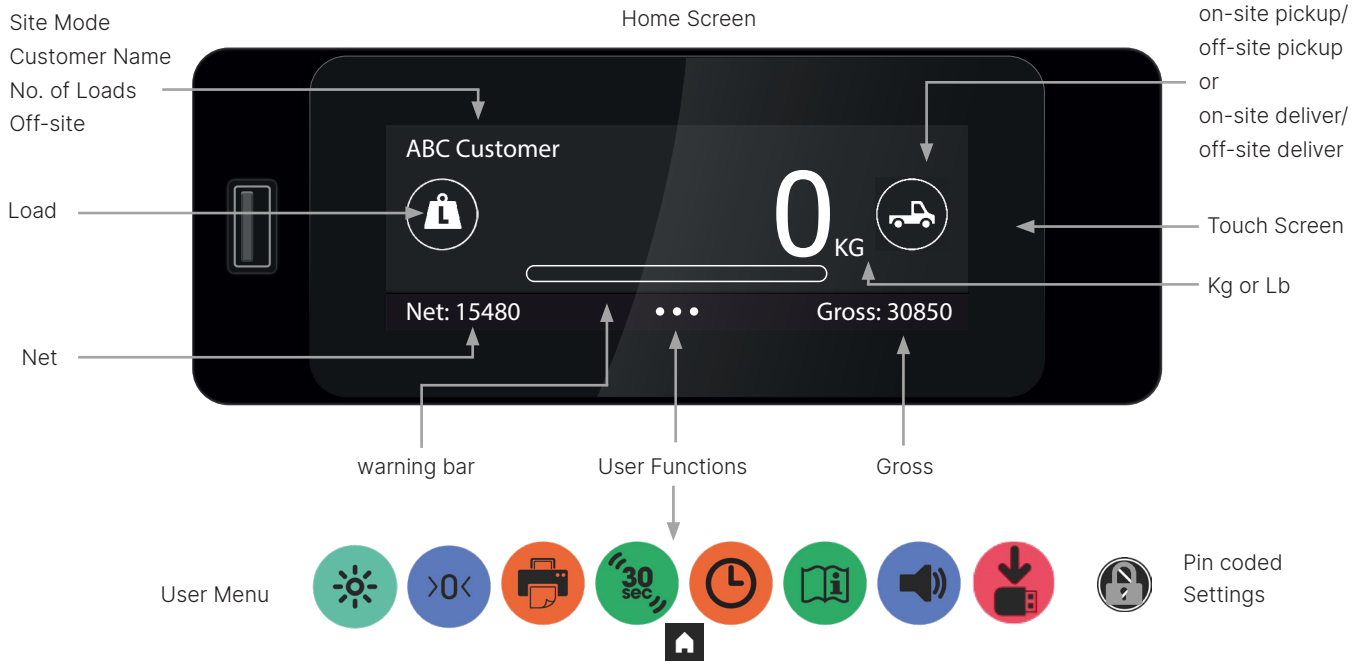 Home Screen
Site Mode
Customer Name
No. of Loads
Off-site
on-site pickup/
off-site pickup
or
on-site deliver/
off-site deliver
ABC Customer
Load
L
0
KG
Touch Screen
Kg or Lb
Net: 15480
Gross: 30850
Net
warning bar
User Functions
Gross
User Menu
>0<
30
sec
i
Pin coded
Settings